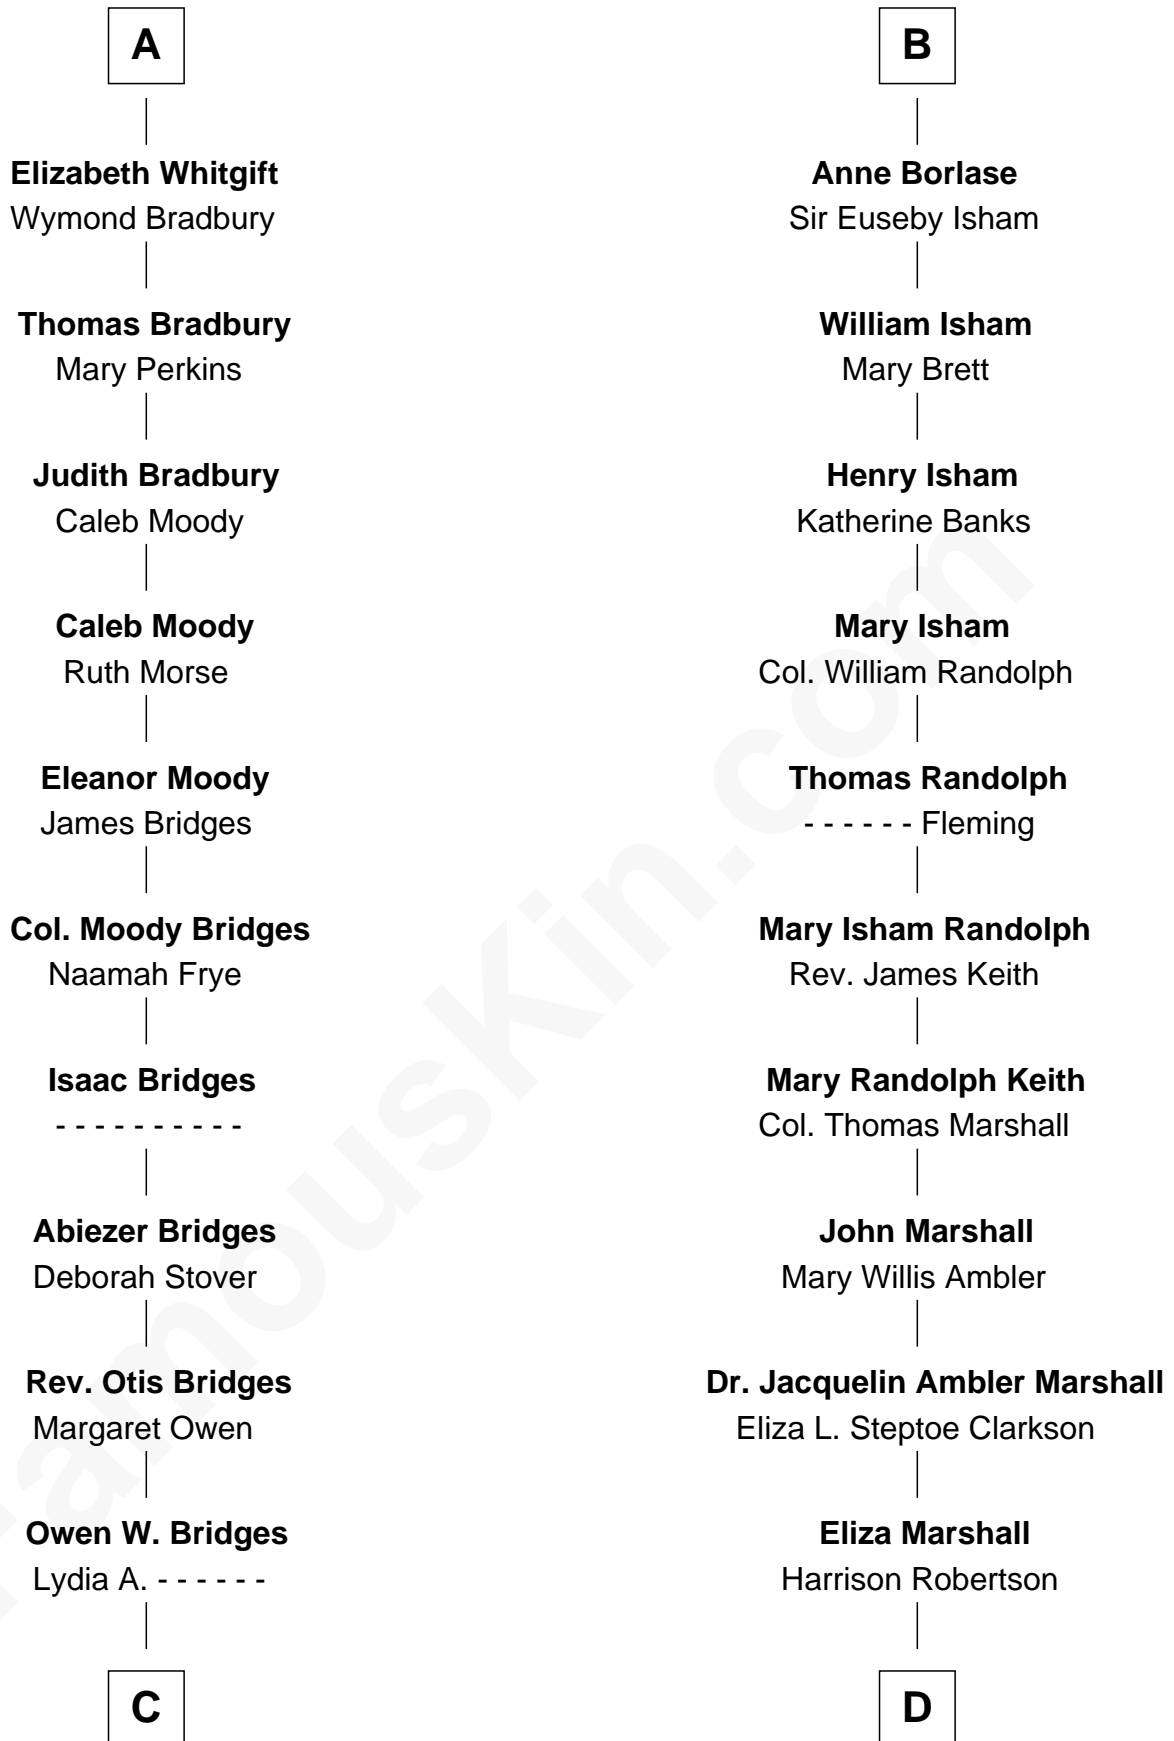 A
Elizabeth Whitgift
Wymond Bradbury
Thomas Bradbury
Mary Perkins
Judith Bradbury
Caleb Moody
Caleb Moody
Ruth Morse
Eleanor Moody
James Bridges
Col. Moody Bridges
Naamah Frye
Isaac Bridges
- - - - - - - - - -
Abiezer Bridges
Deborah Stover
Rev. Otis Bridges
Margaret Owen
Owen W. Bridges
Lydia A. - - - - - -
C
B
Anne Borlase
Sir Euseby Isham
William Isham
Mary Brett
Henry Isham
Katherine Banks
Mary Isham
Col. William Randolph
Thomas Randolph
- - - - - - Fleming
Mary Isham Randolph
Rev. James Keith
Mary Randolph Keith
Col. Thomas Marshall
John Marshall
Mary Willis Ambler
Dr. Jacquelin Ambler Marshall
Eliza L. Steptoe Clarkson
Eliza Marshall
Harrison Robertson
D
FamousKin.com